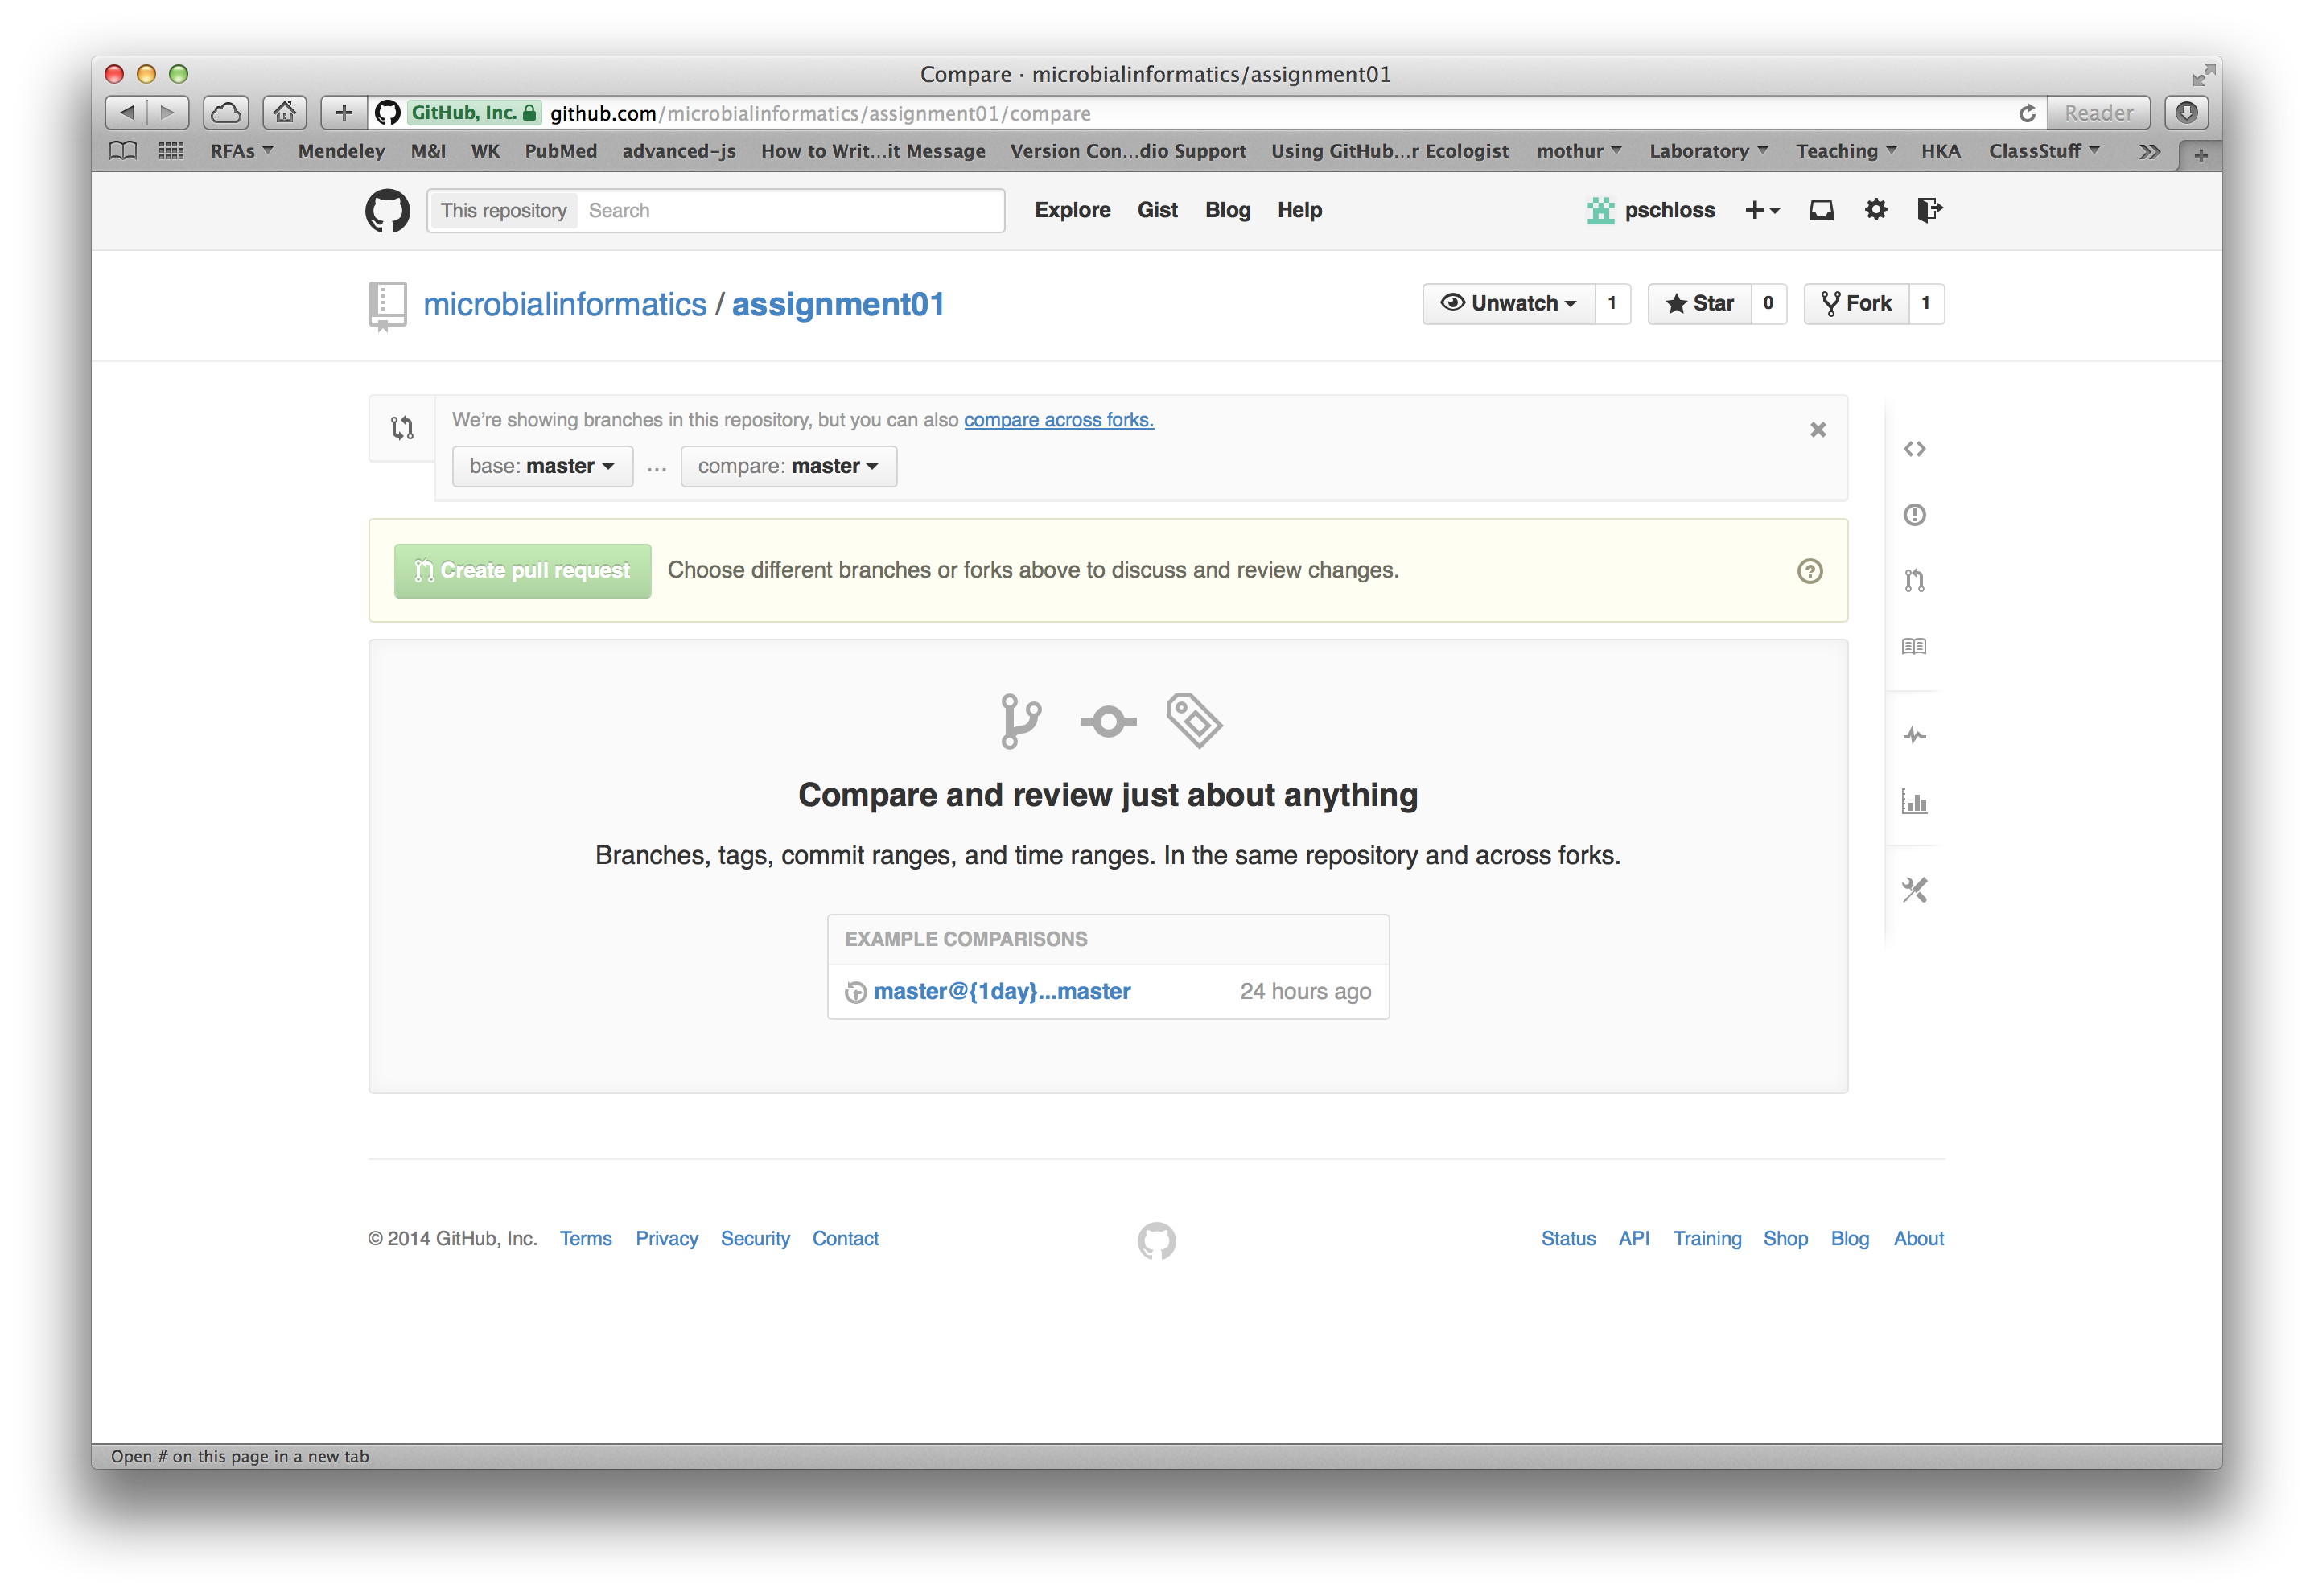 Compare · microbialinformatics/assignment01
GitHub, Inc. github.com/microbialinformatics/assignment01/compare Reader
RFAs Mendeley M&I WK PubMed advanced-js How to Writ...it Message Version Con...dio Support Using GitHub...r Ecologist mothur Laboratory Teaching HKA ClassStuff
This repository Search Explore Gist Blog Help pschloss
microbialinformatics / assignment01 Unwatch 1 Star 0 Fork 1
We’re showing branches in this repository, but you can also compare across forks.
base: master ... compare: master
Create pull request Choose different branches or forks above to discuss and review changes.
Compare and review just about anything
Branches, tags, commit ranges, and time ranges. In the same repository and across forks.
EXAMPLE COMPARISONS
master@{1day}...master 24 hours ago
© 2014 GitHub, Inc. Terms Privacy Security Contact Status API Training Shop Blog About
Open # on this page in a new tab